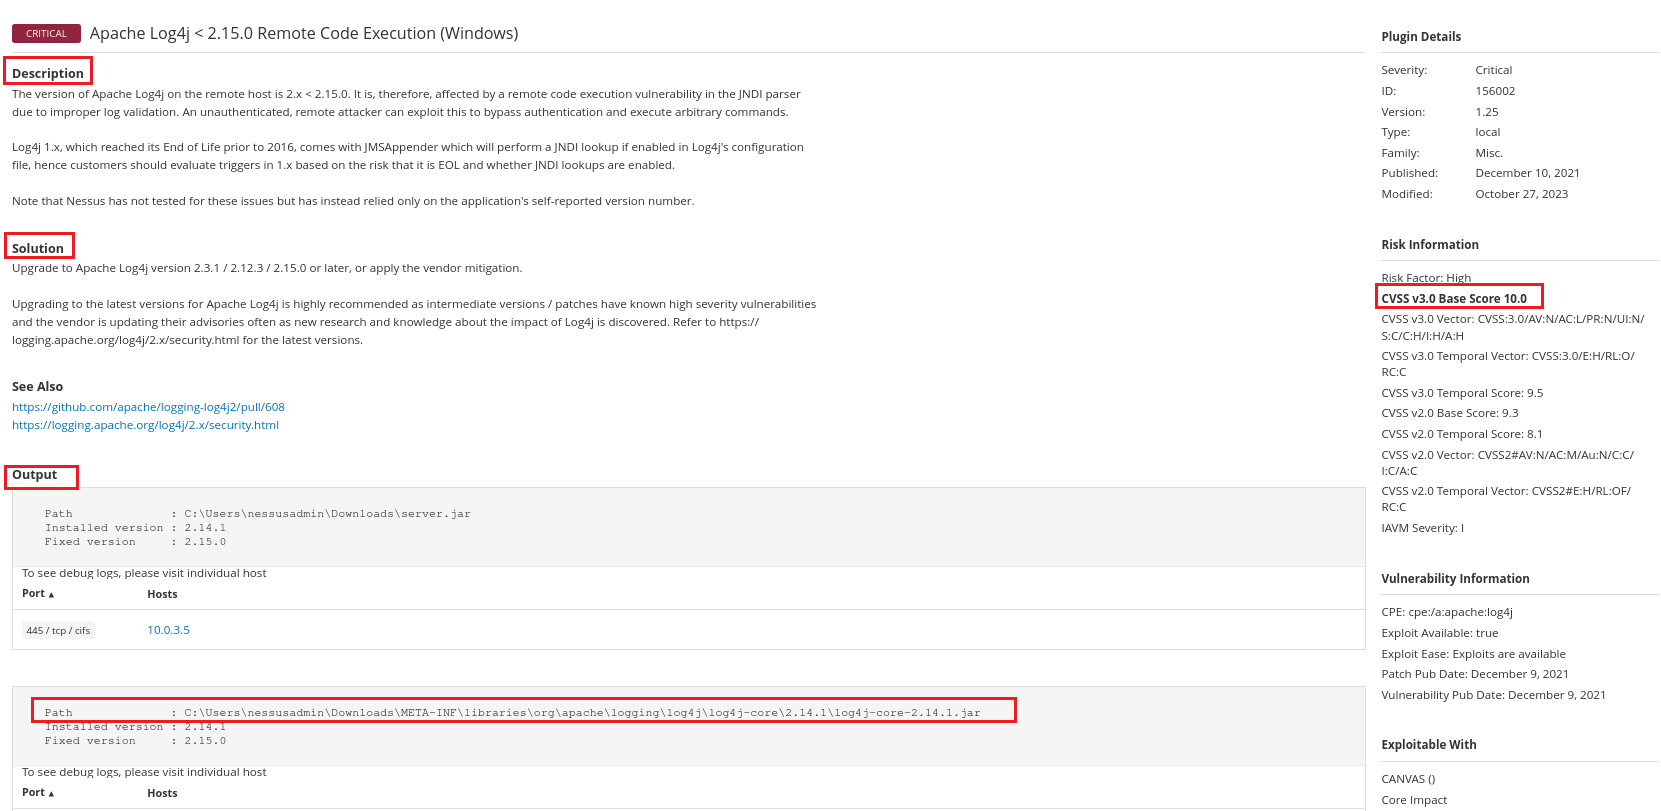 CRITICAL Apache Log4j < 2.15.0 Remote Code Execution (Windows)
Description
The version of Apache Log4j on the remote host is 2.x < 2.15.0. It is, therefore, affected by a remote code execution vulnerability in the JNDI parser
due to improper log validation. An unauthenticated, remote attacker can exploit this to bypass authentication and execute arbitrary commands.
Log4j 1.x, which reached its End of Life prior to 2016, comes with JMSAppender which will perform a JNDI lookup if enabled in Log4j's configuration
file, hence customers should evaluate triggers in 1.x based on the risk that it is EOL and whether JNDI lookups are enabled.
Note that Nessus has not tested for these issues but has instead relied only on the application's self-reported version number.
Solution
Upgrade to Apache Log4j version 2.3.1 / 2.12.3 / 2.15.0 or later, or apply the vendor mitigation.
Upgrading to the latest versions for Apache Log4j is highly recommended as intermediate versions / patches have known high severity vulnerabilities
and the vendor is updating their advisories often as new research and knowledge about the impact of Log4j is discovered. Refer to https://
logging.apache.org/log4j/2.x/security.html for the latest versions.
See Also
https://github.com/apache/logging-log4j2/pull/608
https://logging.apache.org/log4j/2.x/security.html
Output
Path : C:\Users\nessusadmin\Downloads\server.jar
Installed version : 2.14.1
Fixed version : 2.15.0
To see debug logs, please visit individual host
Port ▲ Hosts
445 / tcp / cifs 10.0.3.5
Path : C:\Users\nessusadmin\Downloads\META-INF\libraries\org\apache\logging\log4j\log4j-core\2.14.1\log4j-core-2.14.1.jar
Installed version : 2.14.1
Fixed version : 2.15.0
To see debug logs, please visit individual host
Port ▲ Hosts
Plugin Details
Severity: Critical
ID: 156002
Version: 1.25
Type: local
Family: Misc.
Published: December 10, 2021
Modified: October 27, 2023
Risk Information
Risk Factor: High
CVSS v3.0 Base Score 10.0
CVSS v3.0 Vector: CVSS:3.0/AV:N/AC:L/PR:N/UI:N/
S:C/C:H/I:H/A:H
CVSS v3.0 Temporal Vector: CVSS:3.0/E:H/RL:O/
RC:C
CVSS v3.0 Temporal Score: 9.5
CVSS v2.0 Base Score: 9.3
CVSS v2.0 Temporal Score: 8.1
CVSS v2.0 Vector: CVSS2#AV:N/AC:M/Au:N/C:C/
I:C/A:C
CVSS v2.0 Temporal Vector: CVSS2#E:H/RL:OF/
RC:C
IAVM Severity: I
Vulnerability Information
CPE: cpe:/a:apache:log4j
Exploit Available: true
Exploit Ease: Exploits are available
Patch Pub Date: December 9, 2021
Vulnerability Pub Date: December 9, 2021
Exploitable With
CANVAS ()
Core Impact